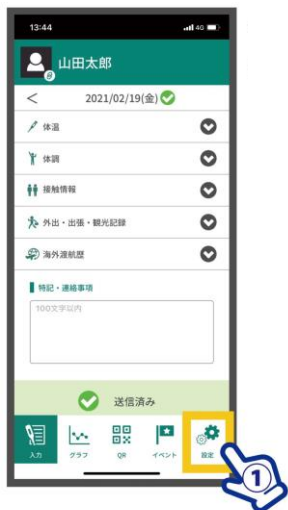 13:44
4G
山田太郎
< 2021/02/19(金)
体温
体調
接触情報
外出・出張・観光記録
海外渡航歴
特記・連絡事項
100文字以内
送信済み
入力 グラフ QR イベント 設定
1